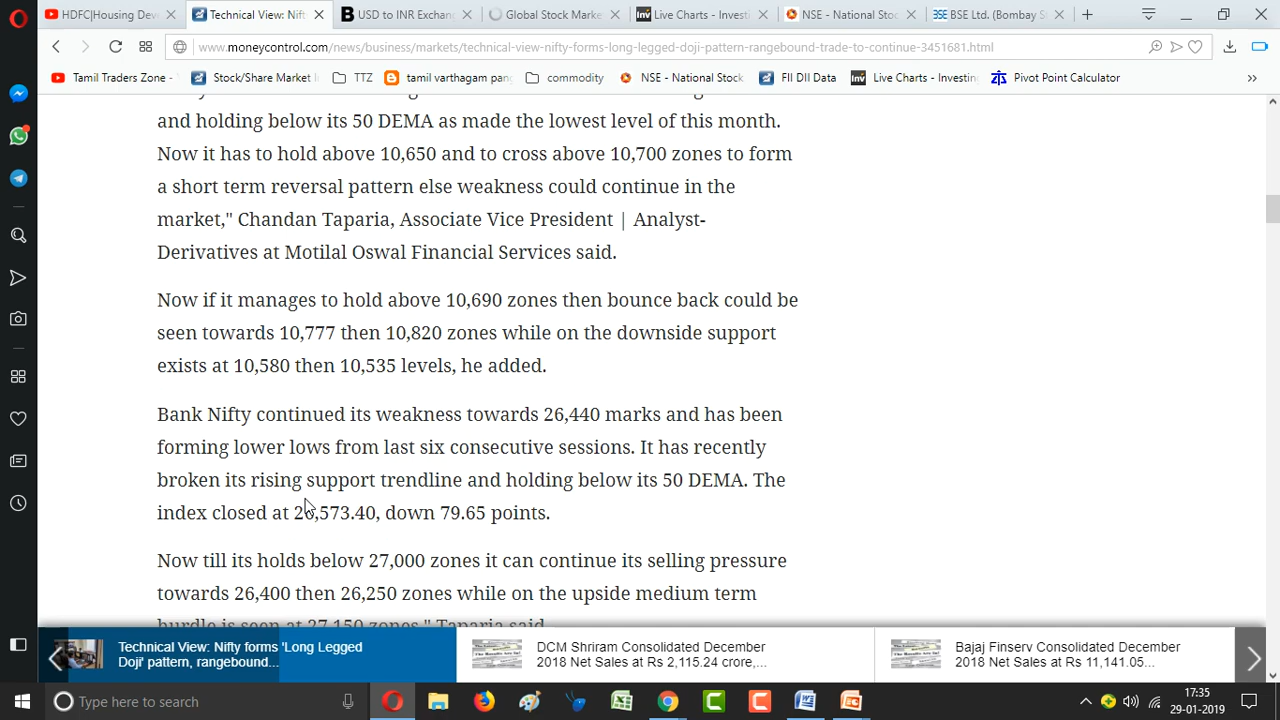 HDFC|Housing Dev
Technical View: Nift
USD to INR Exchan
Global Stock Marke
Live Charts - Investi
NSE - National Stoc
BSE Ltd. (Bombay S
www.moneycontrol.com/news/business/markets/technical-view-nifty-forms-long-legged-doji-pattern-rangebound-trade-to-continue-3451681.html
Tamil Traders Zone -
Stock/Share Market
TTZ
tamil varthagam pan
commodity
NSE - National Stock
FII DII Data
Live Charts - Investin
Pivot Point Calculator
and holding below its 50 DEMA as made the lowest level of this month.
Now it has to hold above 10,650 and to cross above 10,700 zones to form
a short term reversal pattern else weakness could continue in the
market," Chandan Taparia, Associate Vice President | Analyst-
Derivatives at Motilal Oswal Financial Services said.
Now if it manages to hold above 10,690 zones then bounce back could be
seen towards 10,777 then 10,820 zones while on the downside support
exists at 10,580 then 10,535 levels, he added.
Bank Nifty continued its weakness towards 26,440 marks and has been
forming lower lows from last six consecutive sessions. It has recently
broken its rising support trendline and holding below its 50 DEMA. The
index closed at 26,573.40, down 79.65 points.
Now till its holds below 27,000 zones it can continue its selling pressure
towards 26,400 then 26,250 zones while on the upside medium term
hurdle is seen at 27,150 zones," Taparia said.
Technical View: Nifty forms 'Long Legged
Doji' pattern, rangebound...
DCM Shriram Consolidated December
2018 Net Sales at Rs 2,115.24 crore,...
Bajaj Finserv Consolidated December
2018 Net Sales at Rs 11,141.05...
Type here to search
17:35
29-01-2019